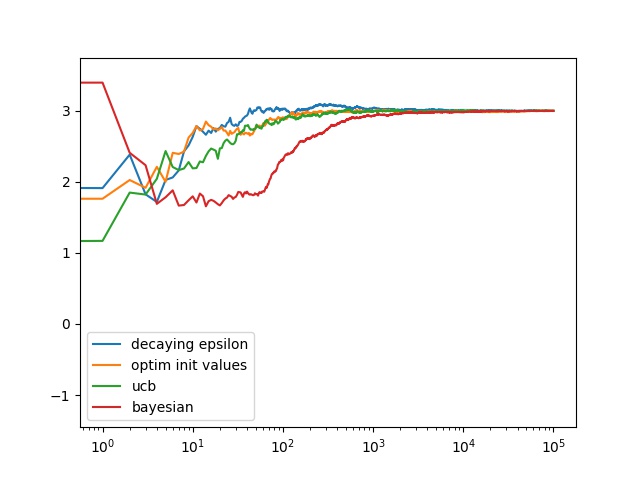 3
2
1
0
−1
decaying epsilon
optim init values
ucb
bayesian
10⁰ 10¹ 10² 10³ 10⁴ 10⁵